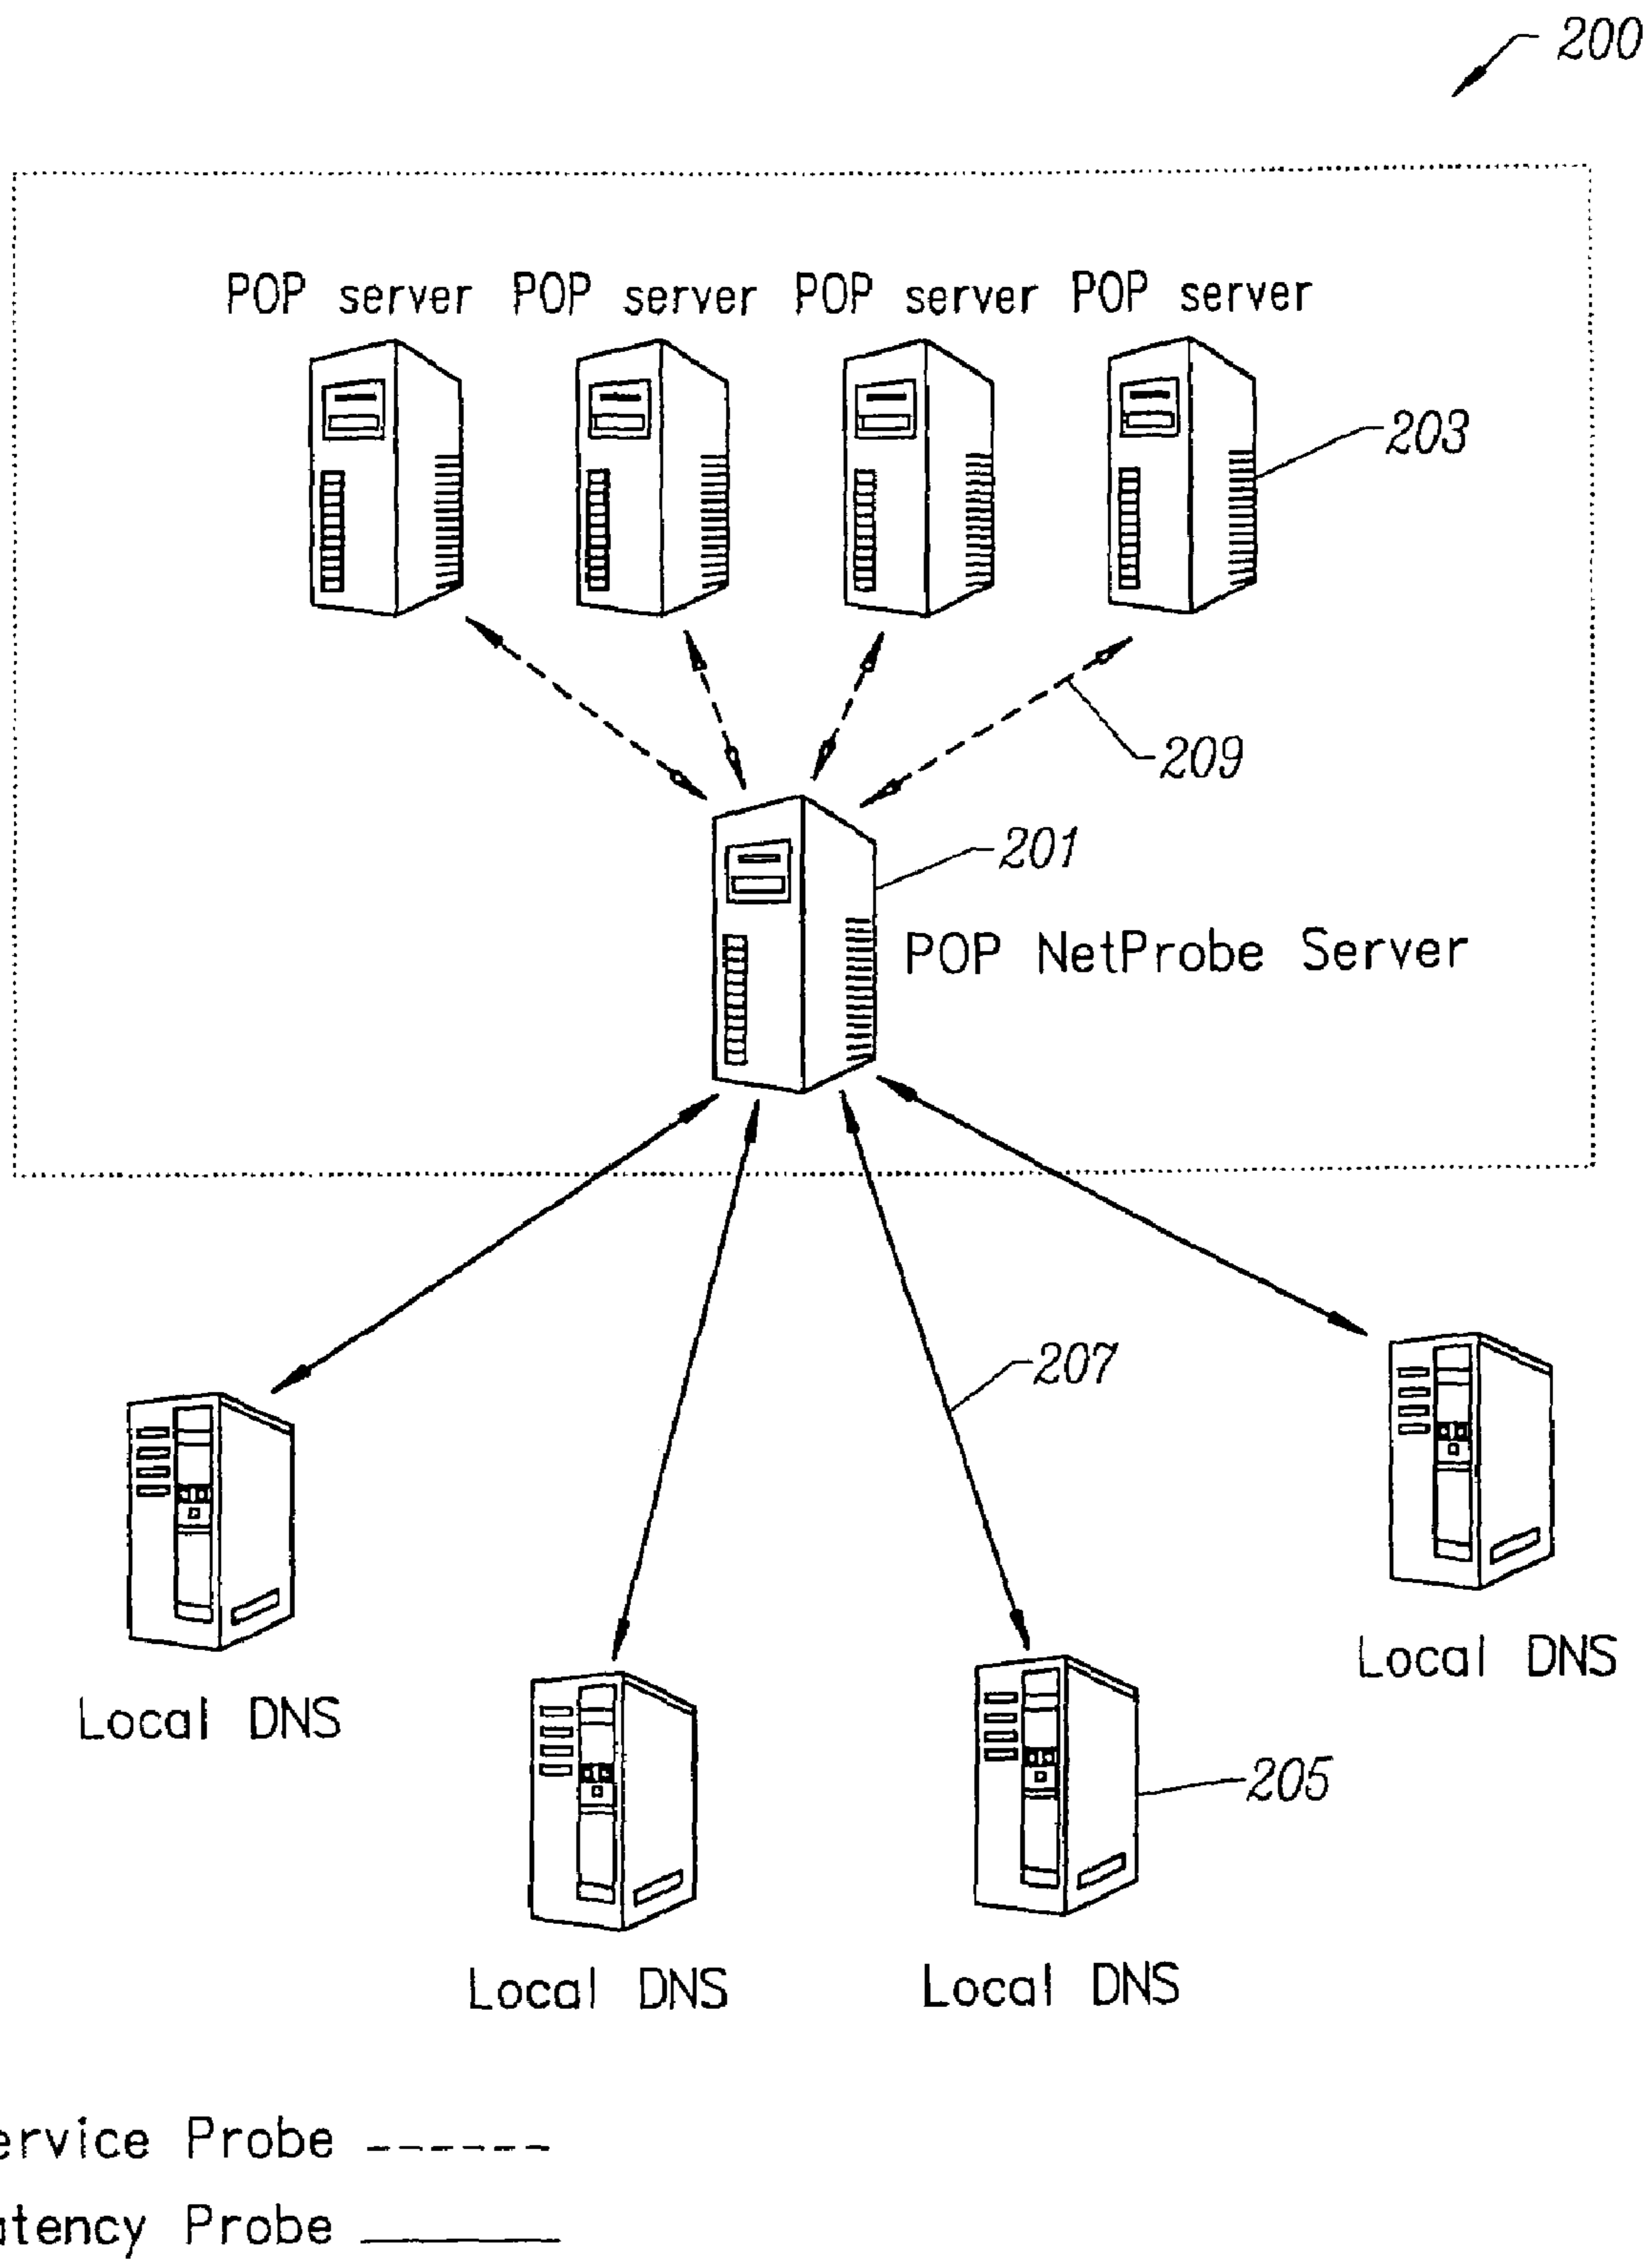 200
POP server POP server POP server POP server
203
209
201
POP NetProbe Server
207
Local DNS
Local DNS
205
Local DNS
Local DNS
ervice Probe
atency Probe